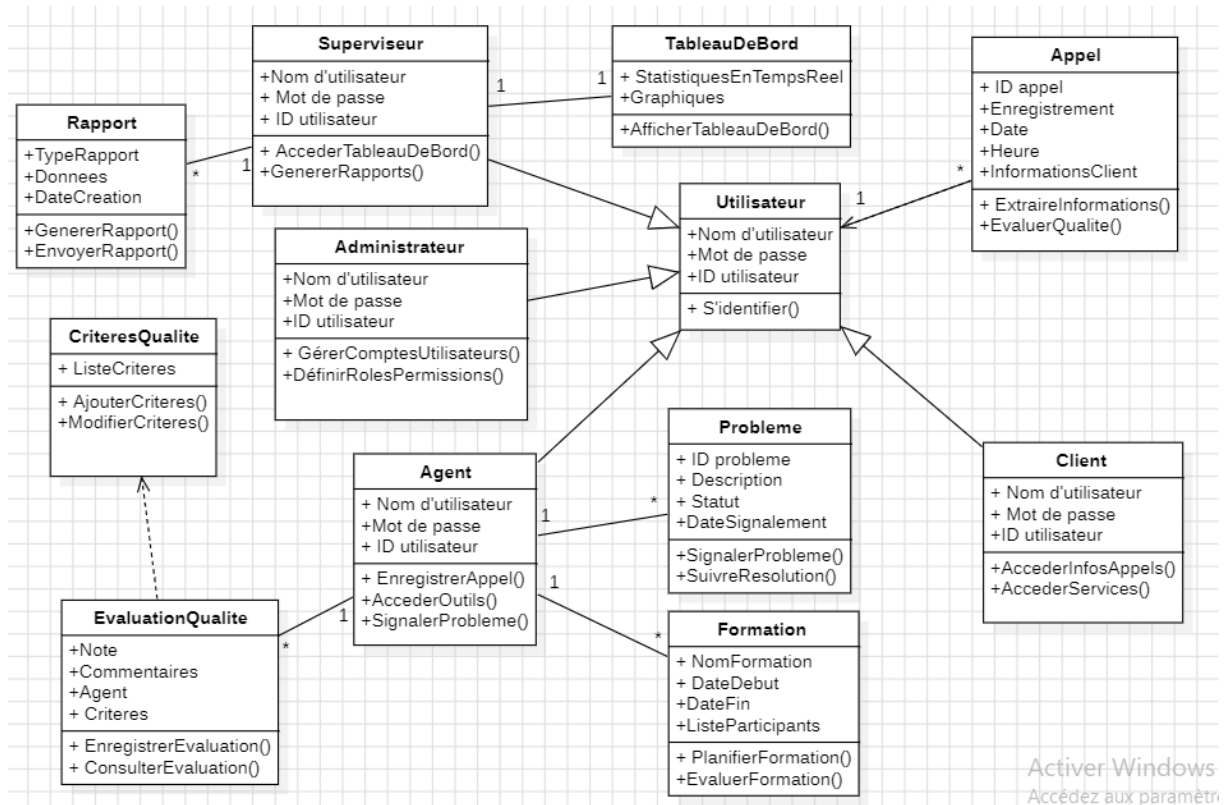 Superviseur
+Nom d'utilisateur
+ Mot de passe
+ ID utilisateur
+ AccederTableauDeBord()
+GenererRapports()
1
1
TableauDeBord
+ StatistiquesEnTempsReel
+Graphiques
+AfficherTableauDeBord()
Appel
+ ID appel
+Enregistrement
+Date
+Heure
+InformationsClient
+ ExtraireInformations()
+EvaluerQualite()
*
1
Rapport
+TypeRapport
+Donnees
+DateCreation
+GenererRapport()
+EnvoyerRapport()
*
1
Utilisateur
+Nom d'utilisateur
+Mot de passe
+ID utilisateur
+ S'identifier()
Administrateur
+Nom d'utilisateur
+Mot de passe
+ID utilisateur
+ GérerComptesUtilisateurs()
+DéfinirRolesPermissions()
CriteresQualite
+ ListeCriteres
+ AjouterCriteres()
+ModifierCriteres()
Agent
+ Nom d'utilisateur
+Mot de passe
+ ID utilisateur
+ EnregistrerAppel()
+AccederOutils()
+SignalerProbleme()
1
*
Probleme
+ ID probleme
+ Description
+ Statut
+DateSignalement
+SignalerProbleme()
+SuivreResolution()
Client
+ Nom d'utilisateur
+ Mot de passe
+ID utilisateur
+AccederInfosAppels()
+AccederServices()
EvaluationQualite
+Note
+Commentaires
+Agent
+ Criteres
+ EnregistrerEvaluation()
+ ConsulterEvaluation()
*
1
1
*
Formation
+ NomFormation
+ DateDebut
+DateFin
+ListeParticipants
+ PlanifierFormation()
+EvaluerFormation()
Activer Windows
Accédez aux paramètre